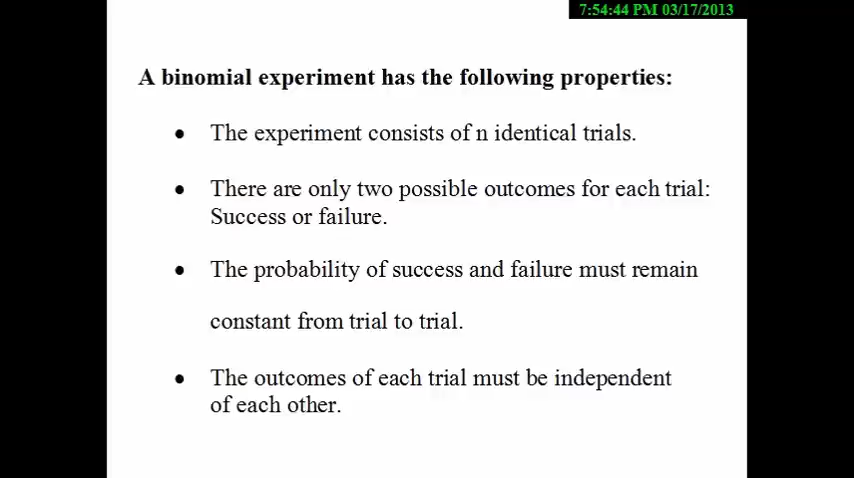 7:54:44 PM 03/17/2013
A binomial experiment has the following properties:
• The experiment consists of n identical trials.
• There are only two possible outcomes for each trial:
Success or failure.
• The probability of success and failure must remain
constant from trial to trial.
• The outcomes of each trial must be independent
of each other.